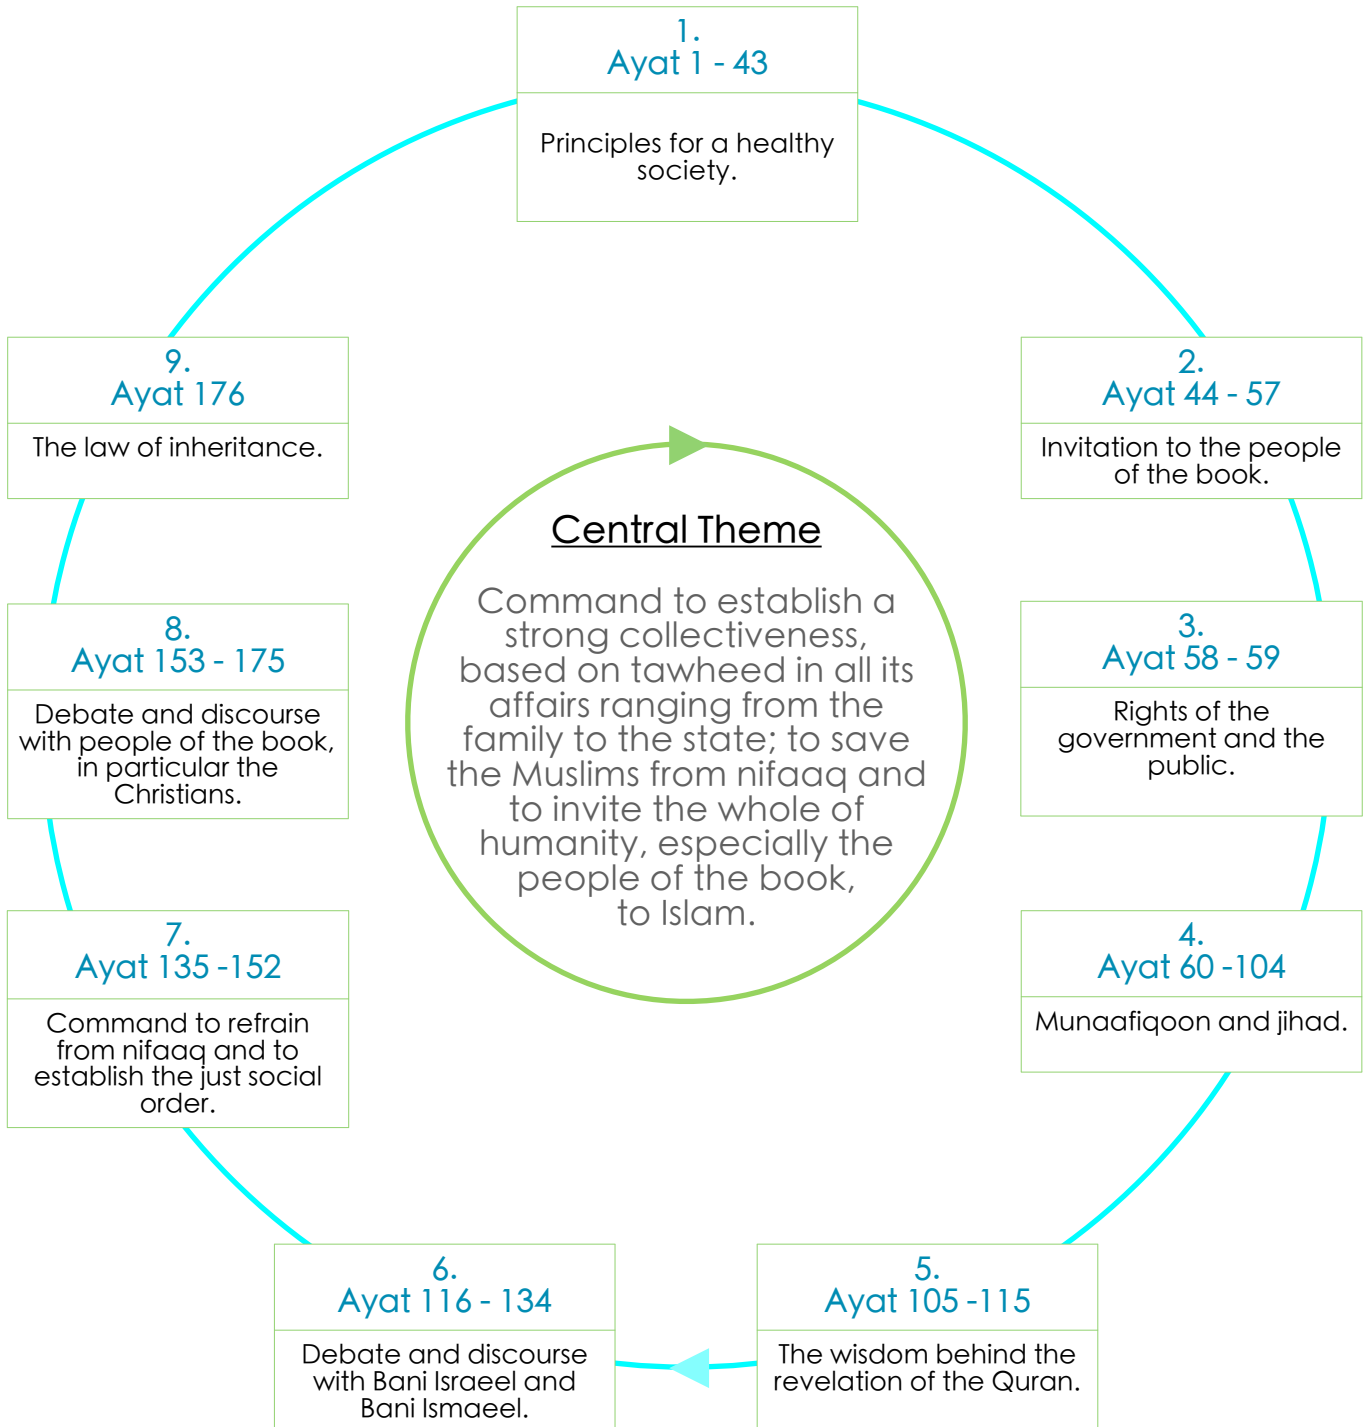 1.
Ayat 1 - 43
Principles for a healthy
society.
2.
Ayat 44 - 57
Invitation to the people
of the book.
3.
Ayat 58 - 59
Rights of the
government and the
public.
4.
Ayat 60 -104
Munaafiqoon and jihad.
5.
Ayat 105 -115
The wisdom behind the
revelation of the Quran.
6.
Ayat 116 - 134
Debate and discourse
with Bani Israeel and
Bani Ismaeel.
7.
Ayat 135 -152
Command to refrain
from nifaaq and to
establish the just social
order.
8.
Ayat 153 - 175
Debate and discourse
with people of the book,
in particular the
Christians.
9.
Ayat 176
The law of inheritance.
Central Theme
Command to establish a
strong collectiveness,
based on tawheed in all its
affairs ranging from the
family to the state; to save
the Muslims from nifaaq and
to invite the whole of
humanity, especially the
people of the book,
to Islam.